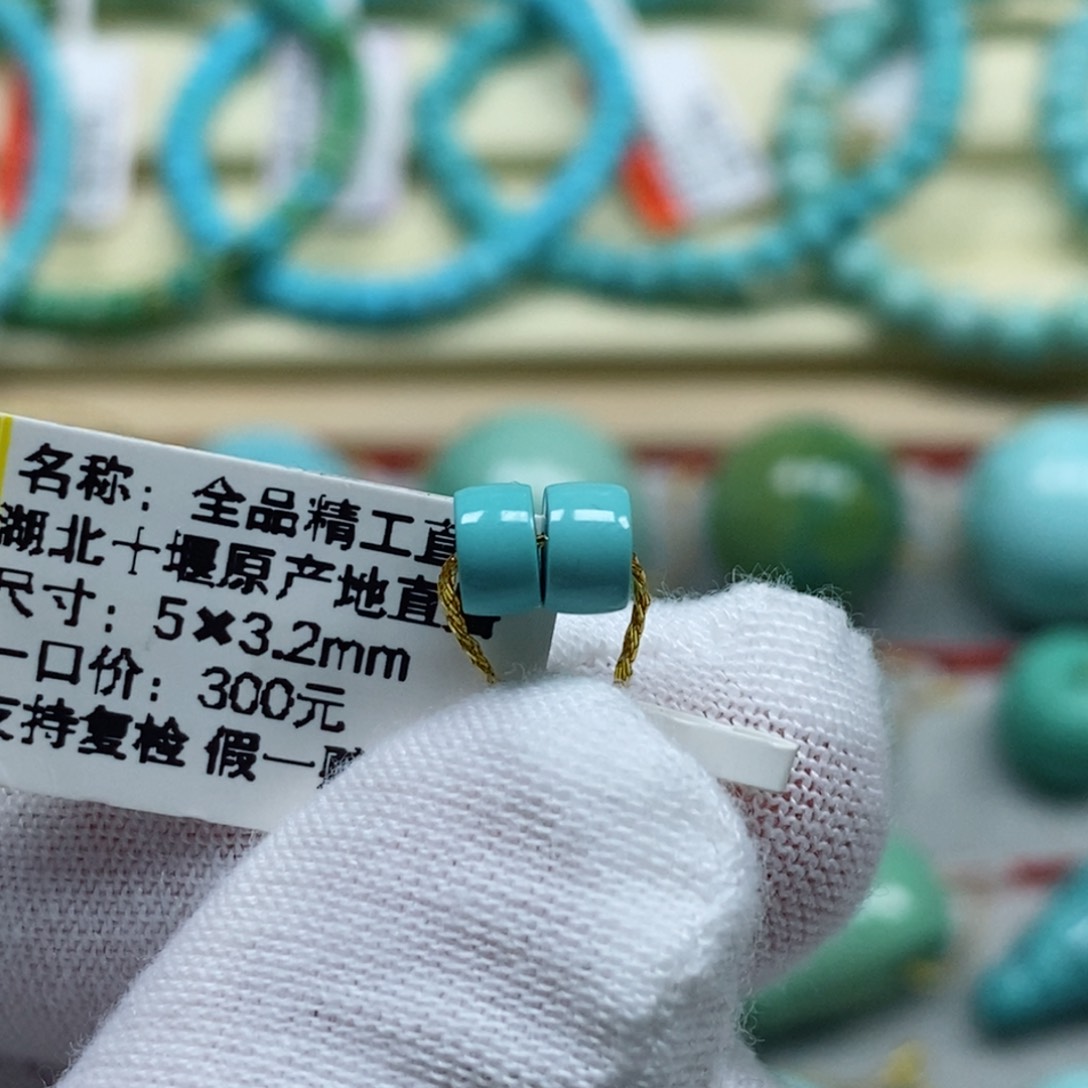 名称：全品精工直
湖北十堰原产地直
尺寸：5×3.2mm
一口价：300元
支持复检 假一